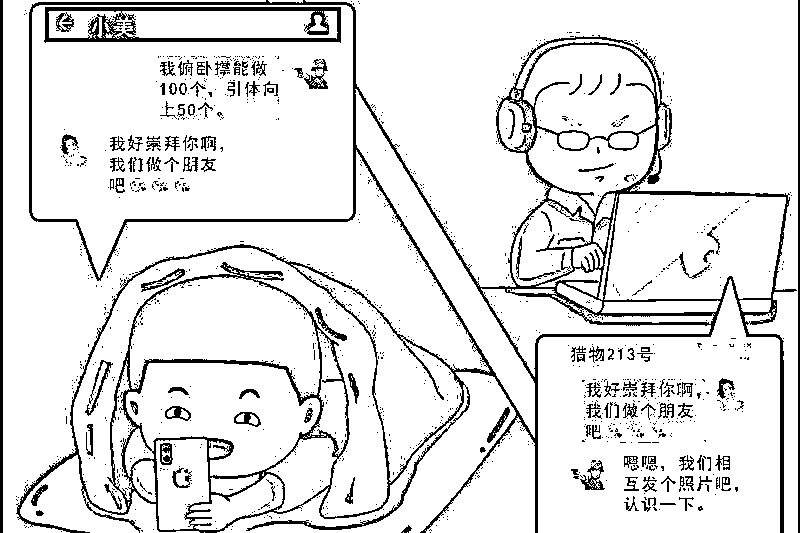 小美
我俯卧撑能做
100个，引体向
上50个。
我好崇拜你啊，
我们做个朋友
吧
猎物213号
我好崇拜你啊，
我们做个朋友
吧
嗯嗯，我们相
互发个照片吧，
认识一下。